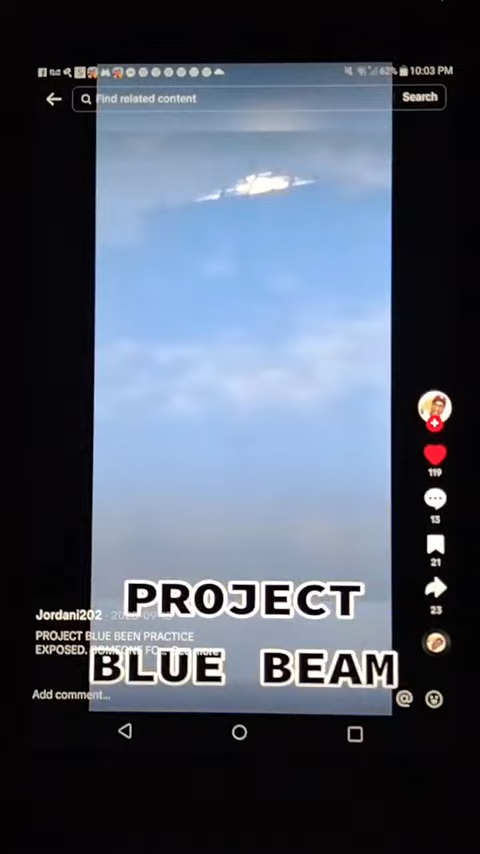 62% 10:03 PM
Find related content
Search
119
13
21
23
PROJECT
Jordani202
PROJECT BLUE BEEN PRACTICE
EXPOSED.
BLUE BEAM
Add comment...